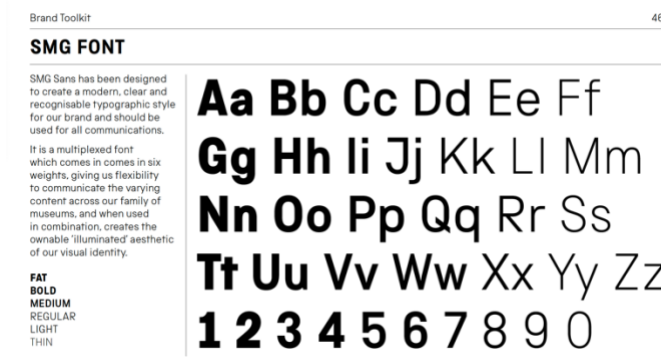 Brand Toolkit
46
SMG FONT
SMG Sans has been designed
to create a modern, clear and
recognisable typographic style
for our brand and should be
used for all communications.
It is a multiplexed font
which comes in comes in six
weights, giving us flexibility
to communicate the varying
content across our family of
museums, and when used
in combination, creates the
ownable ‘illuminated’ aesthetic
of our visual identity.
FAT
BOLD
MEDIUM
REGULAR
LIGHT
THIN
Aa Bb Cc Dd Ee Ff
Gg Hh Ii Jj Kk Ll Mm
Nn Oo Pp Qq Rr Ss
Tt Uu Vv Ww Xx Yy Zz
1 2 3 4 5 6 7 8 9 0